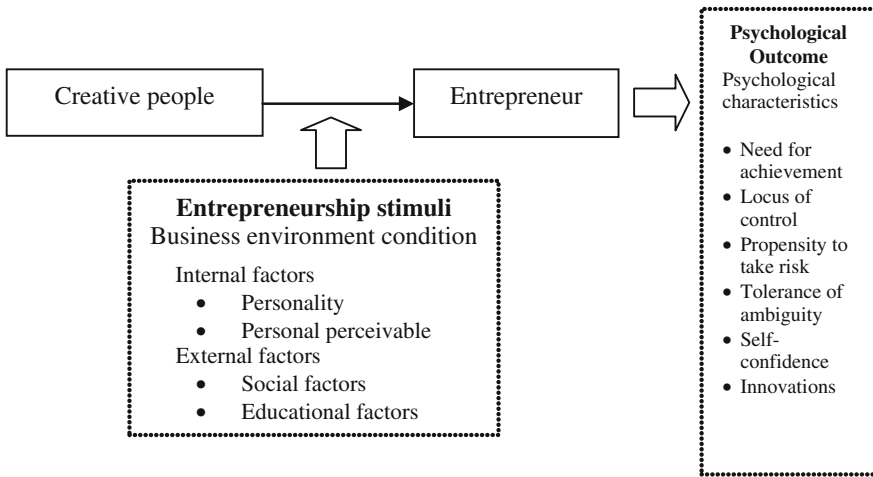 Creative people
Entrepreneur
Entrepreneurship stimuli
Business environment condition
Internal factors
• Personality
• Personal perceivable
External factors
• Social factors
• Educational factors
Psychological
Outcome
Psychological
characteristics
• Need for
achievement
• Locus of
control
• Propensity to
take risk
• Tolerance of
ambiguity
• Self-
confidence
• Innovations